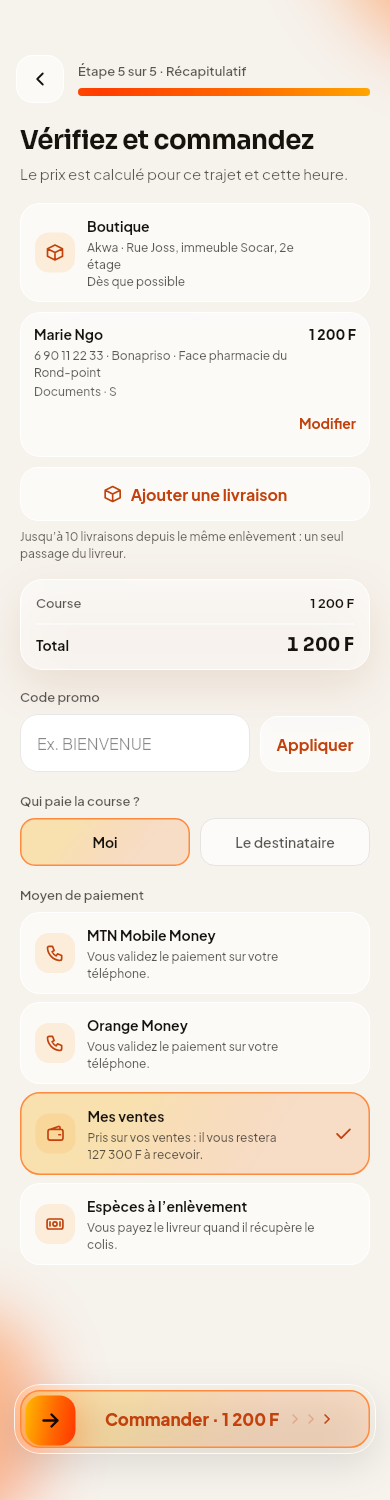 Étape 5 sur 5 · Récapitulatif
Vérifiez et commandez
Le prix est calculé pour ce trajet et cette heure.
Boutique
Akwa · Rue Joss, immeuble Socar, 2e
étage
Dès que possible
Marie Ngo 1 200 F
6 90 11 22 33 · Bonapriso · Face pharmacie du
Rond-point
Documents · S
Modifier
Ajouter une livraison
Jusqu’à 10 livraisons depuis le même enlèvement : un seul
passage du livreur.
Course 1 200 F
Total 1 200 F
Code promo
Ex. BIENVENUE Appliquer
Qui paie la course ?
Moi Le destinataire
Moyen de paiement
MTN Mobile Money
Vous validez le paiement sur votre
téléphone.
Orange Money
Vous validez le paiement sur votre
téléphone.
Mes ventes
Pris sur vos ventes : il vous restera
127 300 F à recevoir.
Espèces à l’enlèvement
Vous payez le livreur quand il récupère le
colis.
Commander · 1 200 F